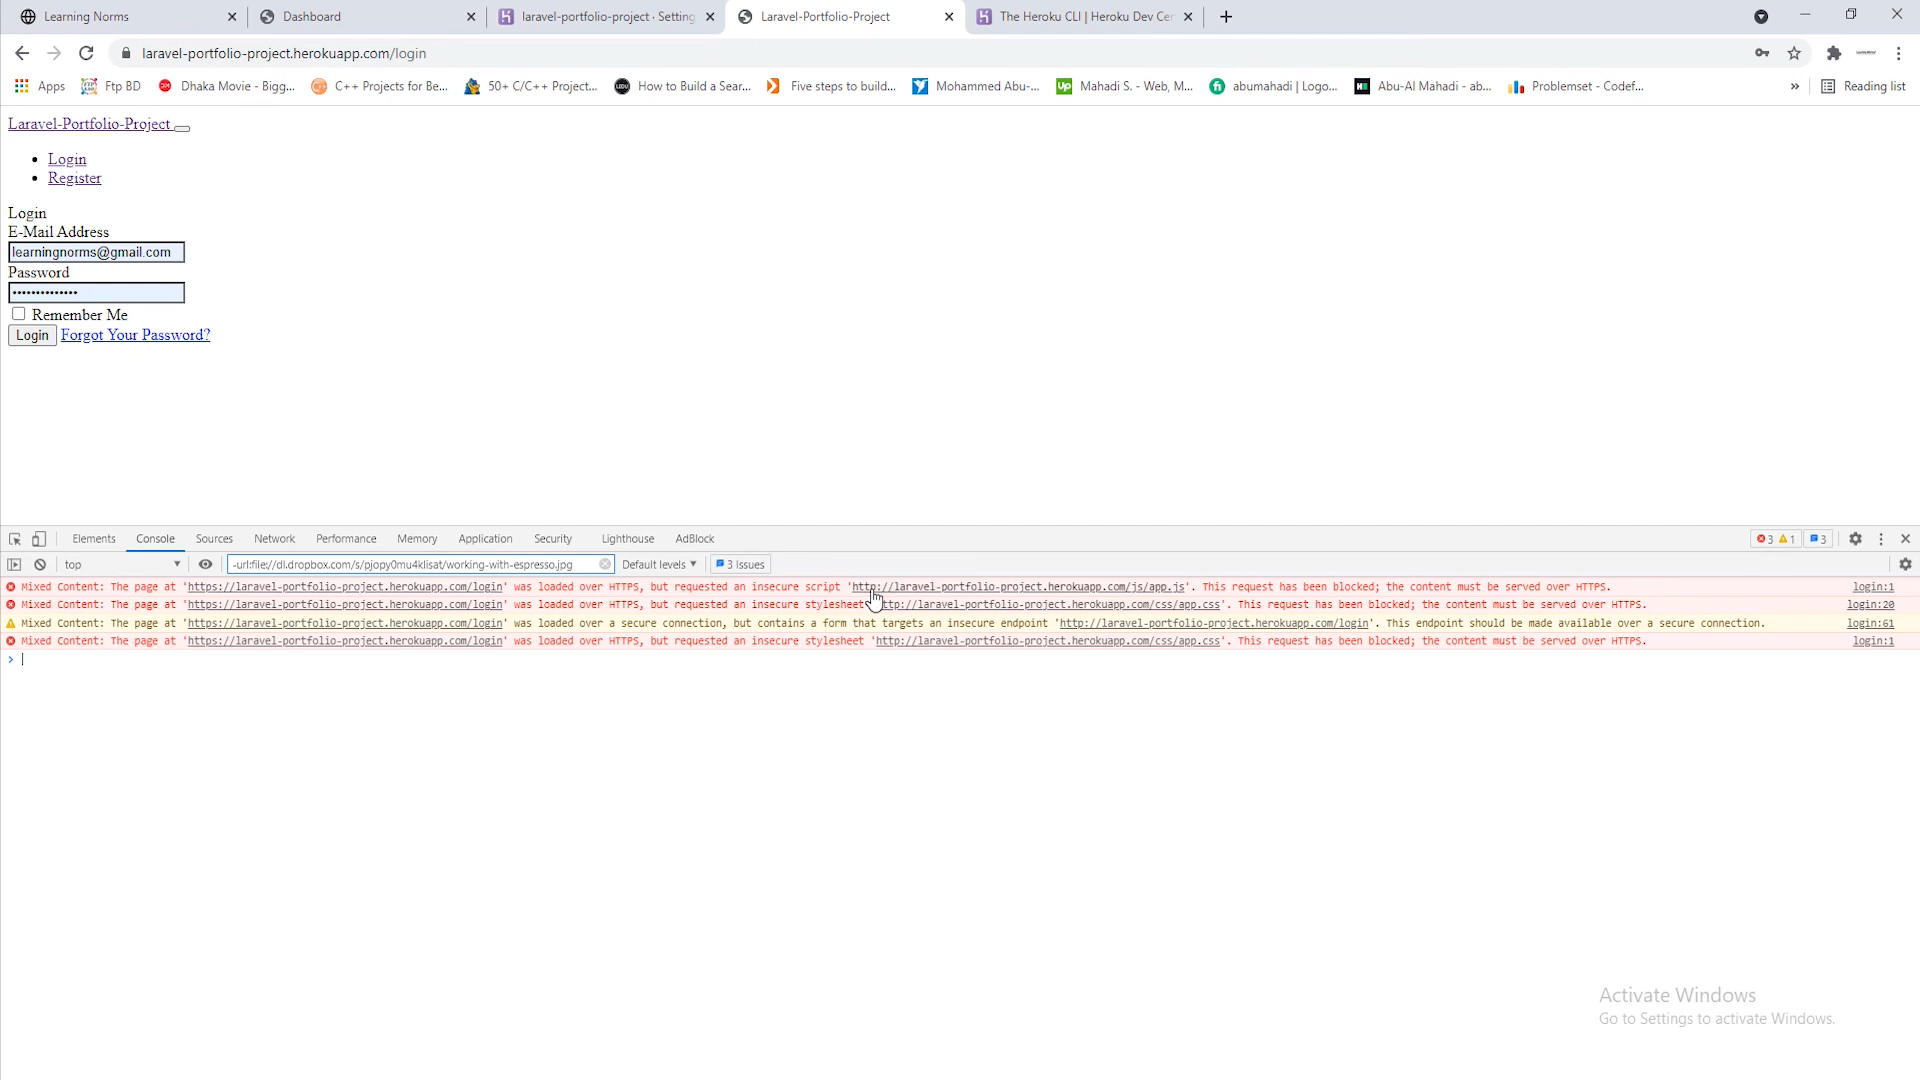 Learning Norms
Dashboard
laravel-portfolio-project · Setting
Laravel-Portfolio-Project
The Heroku CLI | Heroku Dev Cen
laravel-portfolio-project.herokuapp.com/login
Apps
Ftp BD
Dhaka Movie - Bigg...
C++ Projects for Be...
50+ C/C++ Project...
How to Build a Sear...
Five steps to build...
Mohammed Abu-...
Mahadi S. - Web, M...
abumahadi | Logo...
Abu-Al Mahadi - ab...
Problemset - Codef...
»
Reading list
Laravel-Portfolio-Project
Login
Register
Login
E-Mail Address
learningnorms@gmail.com
Password
Remember Me
Login Forgot Your Password?
Elements Console Sources Network Performance Memory Application Security Lighthouse AdBlock 3 1 3
top -url:file://dl.dropbox.com/s/pjopy0mu4klisat/working-with-espresso.jpg Default levels 3 Issues
Mixed Content: The page at 'https://laravel-portfolio-project.herokuapp.com/login' was loaded over HTTPS, but requested an insecure script 'http://laravel-portfolio-project.herokuapp.com/js/app.js'. This request has been blocked; the content must be served over HTTPS. login:1
Mixed Content: The page at 'https://laravel-portfolio-project.herokuapp.com/login' was loaded over HTTPS, but requested an insecure stylesheet 'http://laravel-portfolio-project.herokuapp.com/css/app.css'. This request has been blocked; the content must be served over HTTPS. login:20
Mixed Content: The page at 'https://laravel-portfolio-project.herokuapp.com/login' was loaded over a secure connection, but contains a form that targets an insecure endpoint 'http://laravel-portfolio-project.herokuapp.com/login'. This endpoint should be made available over a secure connection. login:61
Mixed Content: The page at 'https://laravel-portfolio-project.herokuapp.com/login' was loaded over HTTPS, but requested an insecure stylesheet 'http://laravel-portfolio-project.herokuapp.com/css/app.css'. This request has been blocked; the content must be served over HTTPS. login:1
Activate Windows
Go to Settings to activate Windows.